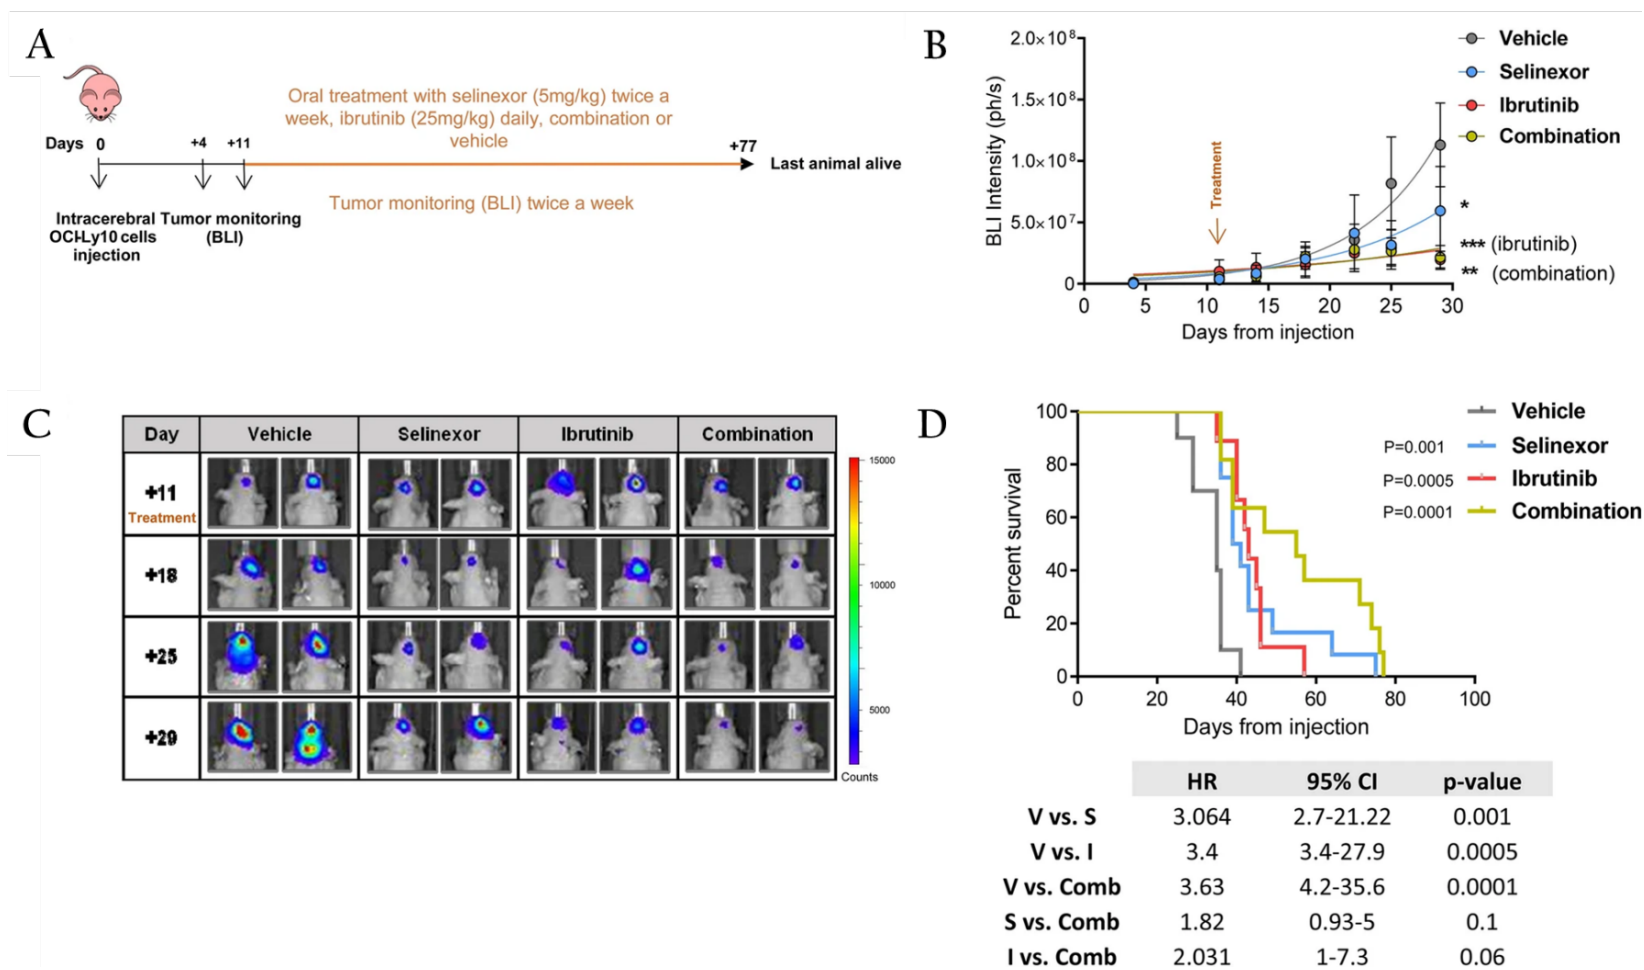 A
Oral treatment with selinexor (5mg/kg) twice a
week, ibrutinib (25mg/kg) daily, combination or
vehicle
Days 0 +4 +11 +77
Last animal alive
Tumor monitoring (BLI) twice a week
Intracerebral
OCI-Ly10 cells
injection
Tumor monitoring
(BLI)
B
BLI Intensity (ph/s)
2.0×10⁸
1.5×10⁸
1.0×10⁸
5.0×10⁷
0
Treatment
0 5 10 15 20 25 30
Days from injection
Vehicle
Selinexor
Ibrutinib
Combination
*
*** (ibrutinib)
** (combination)
C
Day Vehicle Selinexor Ibrutinib Combination
+11
Treatment
+18
+25
+29
15000
10000
5000
Counts
D
Percent survival
100
80
60
40
20
0
0 20 40 60 80 100
Days from injection
Vehicle
P=0.001 Selinexor
P=0.0005 Ibrutinib
P=0.0001 Combination
HR 95% CI p-value
V vs. S 3.064 2.7-21.22 0.001
V vs. I 3.4 3.4-27.9 0.0005
V vs. Comb 3.63 4.2-35.6 0.0001
S vs. Comb 1.82 0.93-5 0.1
I vs. Comb 2.031 1-7.3 0.06